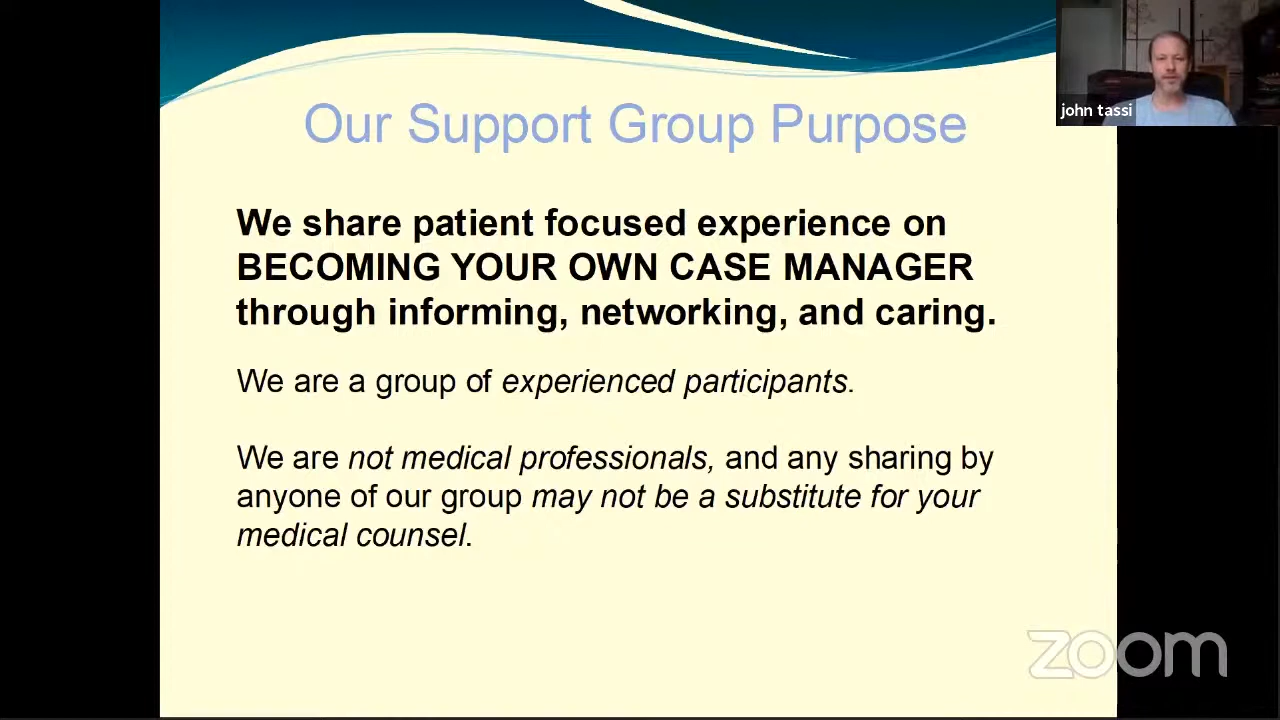 Our Support Group Purpose
john tassi
We share patient focused experience on
BECOMING YOUR OWN CASE MANAGER
through informing, networking, and caring.
We are a group of experienced participants.
We are not medical professionals, and any sharing by
anyone of our group may not be a substitute for your
medical counsel.
zoom